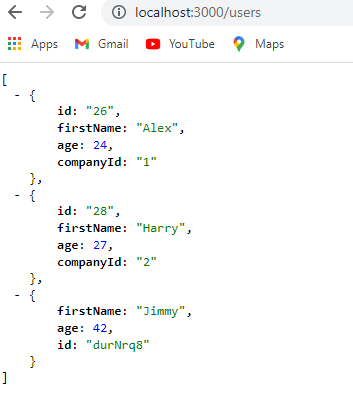 localhost:3000/users
Apps Gmail YouTube Maps
[
- {
id: "26",
firstName: "Alex",
age: 24,
companyId: "1"
},
- {
id: "28",
firstName: "Harry",
age: 27,
companyId: "2"
},
- {
firstName: "Jimmy",
age: 42,
id: "durNrq8"
}
]